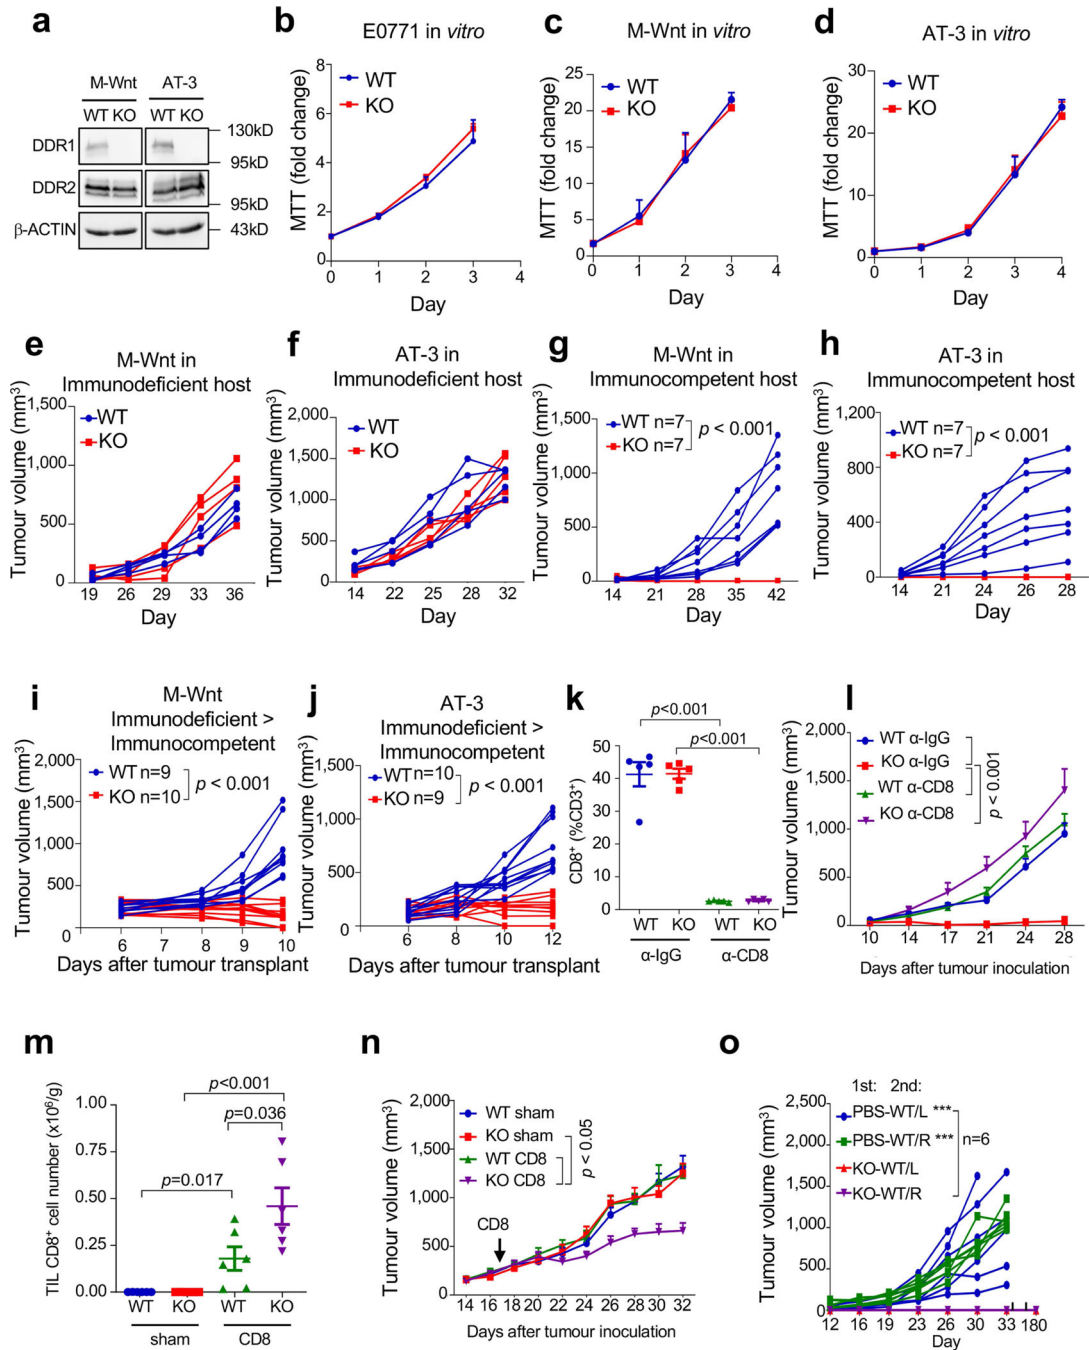 a
M-Wnt AT-3
WT KO WT KO
DDR1
130kD
95kD
DDR2
95kD
β-ACTIN
43kD
b
E0771 in vitro
WT
KO
MTT (fold change)
8
6
4
2
0
0 1 2 3 4
Day
c
M-Wnt in vitro
WT
KO
MTT (fold change)
25
20
15
10
5
0
0 1 2 3 4
Day
d
AT-3 in vitro
WT
KO
MTT (fold change)
30
20
10
0
0 1 2 3 4
Day
e
M-Wnt in
Immunodeficient host
WT
KO
Tumour volume (mm³)
1,500
1,000
500
0
19 26 29 33 36
Day
f
AT-3 in
Immunodeficient host
WT
KO
Tumour volume (mm³)
2,000
1,500
1,000
500
0
14 22 25 28 32
Day
g
M-Wnt in
Immunocompetent host
WT n=7
KO n=7
p < 0.001
Tumour volume (mm³)
1,500
1,000
500
0
14 21 28 35 42
Day
h
AT-3 in
Immunocompetent host
WT n=7
KO n=7
p < 0.001
Tumour volume (mm³)
1,200
800
400
0
14 21 24 26 28
Day
i
M-Wnt
Immunodeficient >
Immunocompetent
WT n=9
KO n=10
p < 0.001
Tumour volume (mm³)
2,000
1,500
1,000
500
0
6 7 8 9 10
Days after tumour transplant
j
AT-3
Immunodeficient >
Immunocompetent
WT n=10
KO n=9
p < 0.001
Tumour volume (mm³)
1,500
1,000
500
0
6 8 10 12
Days after tumour transplant
k
p<0.001
p<0.001
CD8⁺ (%CD3⁺)
50
40
30
20
10
0
WT KO WT KO
α-IgG α-CD8
l
WT α-IgG
KO α-IgG
WT α-CD8
KO α-CD8
p < 0.001
Tumour volume (mm³)
2,000
1,500
1,000
500
0
10 14 17 21 24 28
Days after tumour inoculation
m
p<0.001
p=0.036
p=0.017
TIL CD8⁺ cell number (x10⁶/g)
1.00
0.75
0.50
0.25
0.00
WT KO WT KO
sham CD8
n
WT sham
KO sham
WT CD8
KO CD8
p < 0.05
CD8
Tumour volume (mm³)
2,000
1,500
1,000
500
0
14 16 18 20 22 24 26 28 30 32
Days after tumour inoculation
o
1st: 2nd:
PBS-WT/L ***
PBS-WT/R ***
KO-WT/L
KO-WT/R
n=6
Tumour volume (mm³)
2,500
2,000
1,500
1,000
500
0
12 16 19 23 26 30 33 180
Day